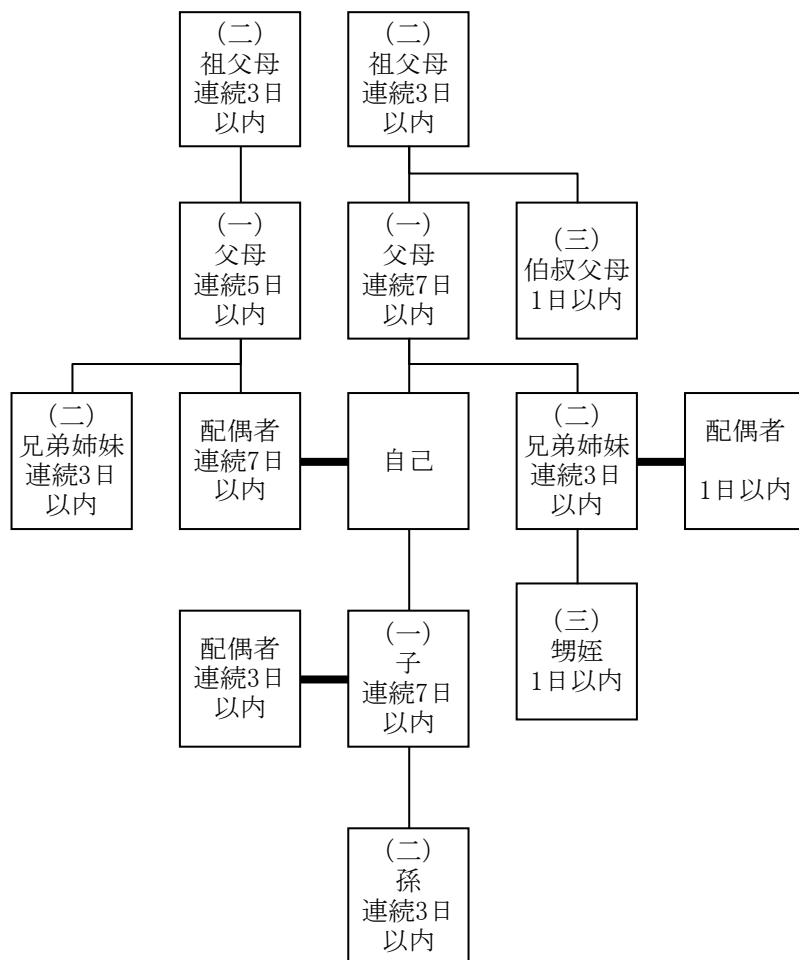 (二)
祖父母
連続3日
以内
(二)
祖父母
連続3日
以内
(一)
父母
連続5日
以内
(一)
父母
連続7日
以内
(三)
伯叔父母
1日以内
(二)
兄弟姉妹
連続3日
以内
配偶者
連続7日
以内
自己
(二)
兄弟姉妹
連続3日
以内
配偶者
1日以内
配偶者
連続3日
以内
(一)
子
連続7日
以内
(三)
甥姪
1日以内
(二)
孫
連続3日
以内